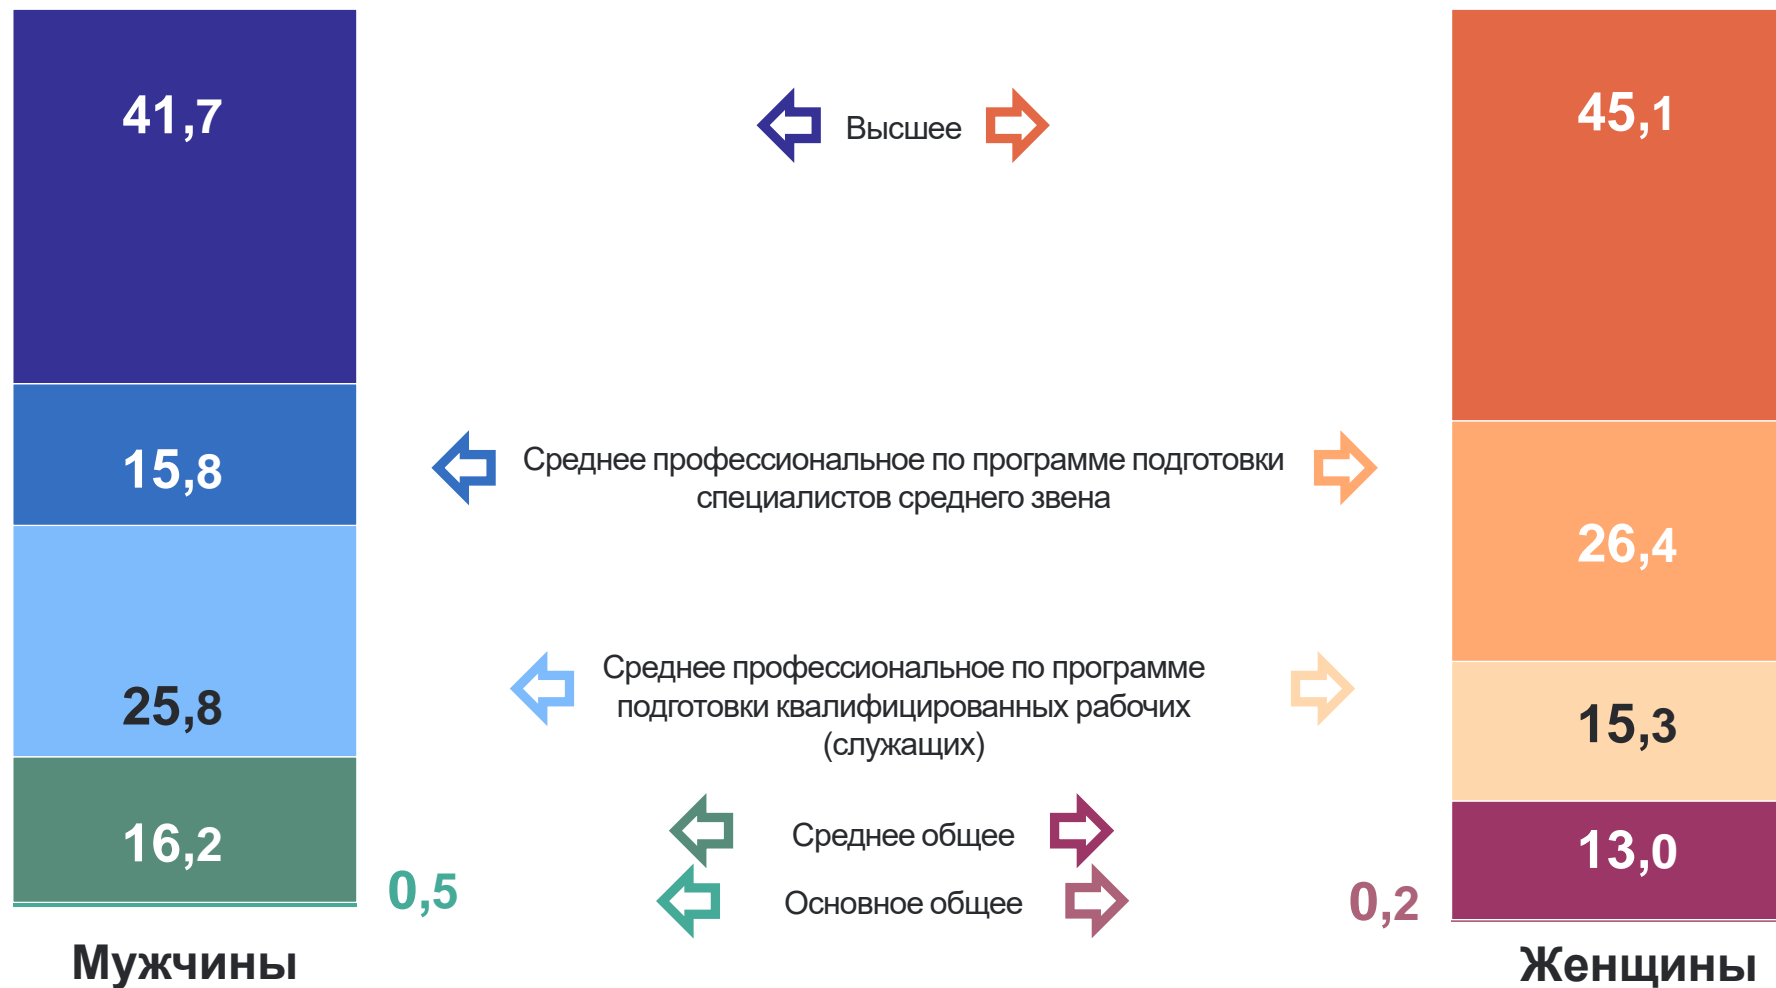 41,7
Высшее
45,1
15,8
Среднее профессиональное по программе подготовки
специалистов среднего звена
26,4
25,8
Среднее профессиональное по программе
подготовки квалифицированных рабочих
(служащих)
15,3
16,2
Среднее общее
13,0
0,5
Основное общее
0,2
Мужчины
Женщины